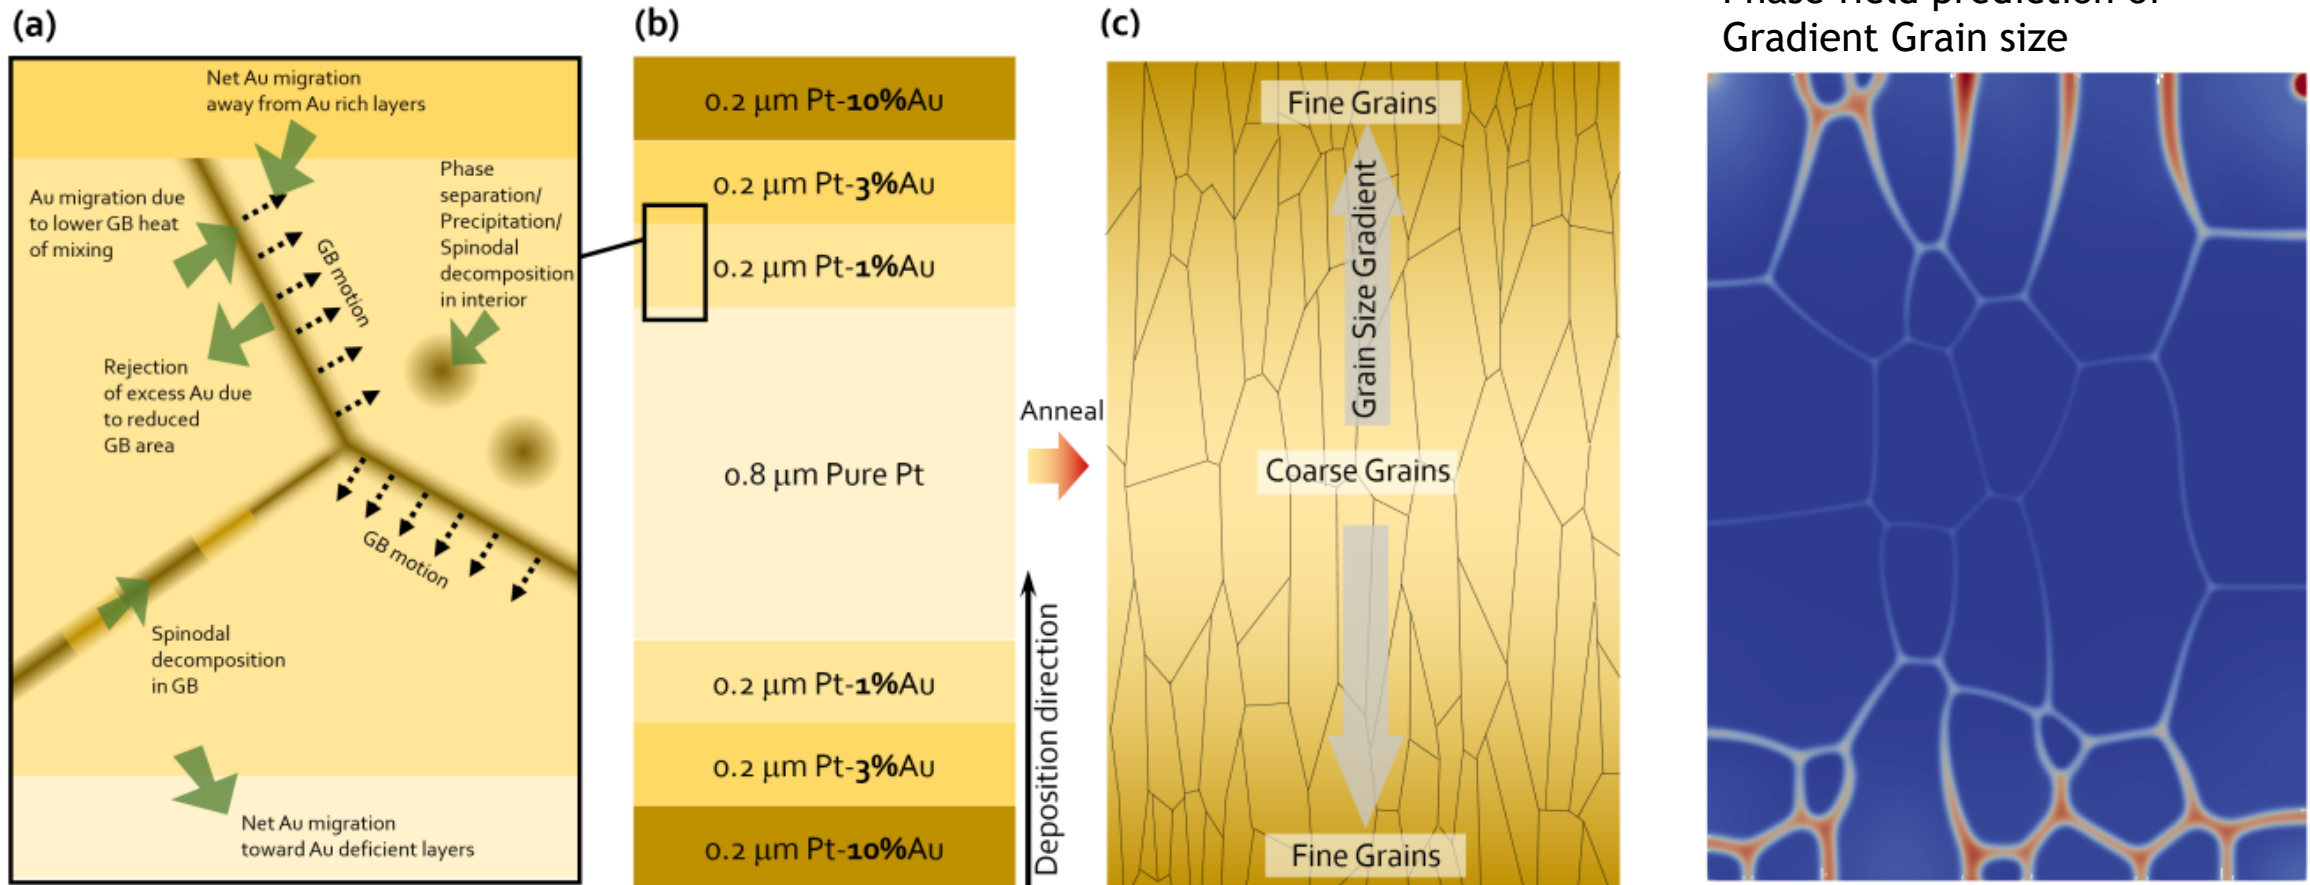 (a)
Net Au migration
away from Au rich layers
Au migration due
to lower GB heat
of mixing
Phase
separation/
Precipitation/
Spinodal
decomposition
in interior
GB motion
Rejection
of excess Au due
to reduced
GB area
GB motion
Spinodal
decomposition
in GB
Net Au migration
toward Au deficient layers
(b)
0.2 μm Pt-10%Au
0.2 μm Pt-3%Au
0.2 μm Pt-1%Au
0.8 μm Pure Pt
0.2 μm Pt-1%Au
0.2 μm Pt-3%Au
0.2 μm Pt-10%Au
Anneal
Deposition direction
(c)
Fine Grains
Grain Size Gradient
Coarse Grains
Fine Grains
Phase field prediction of
Gradient Grain size